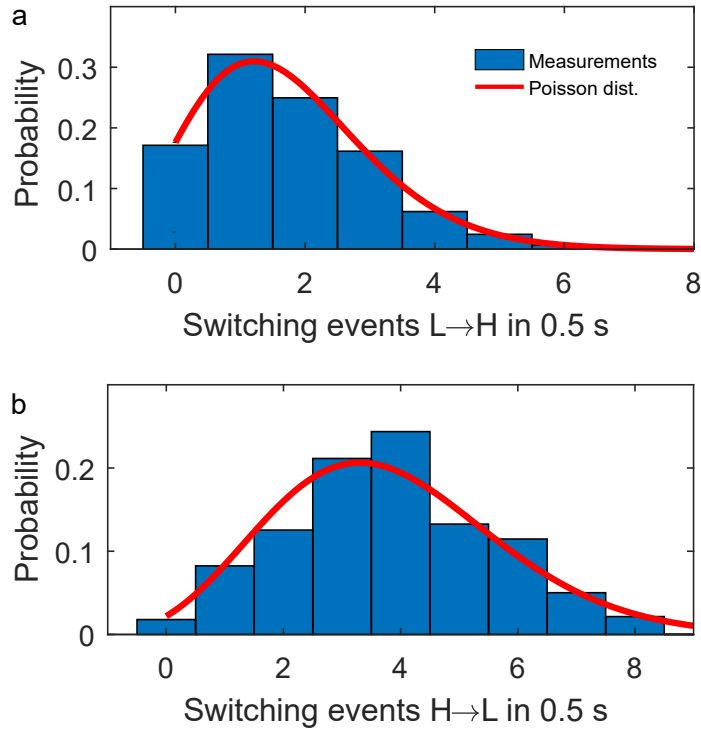 a
0.3
0.2
0.1
0
Probability
Measurements
Poisson dist.
0 2 4 6 8
Switching events L→H in 0.5 s
b
0.2
0.1
0
Probability
0 2 4 6 8
Switching events H→L in 0.5 s